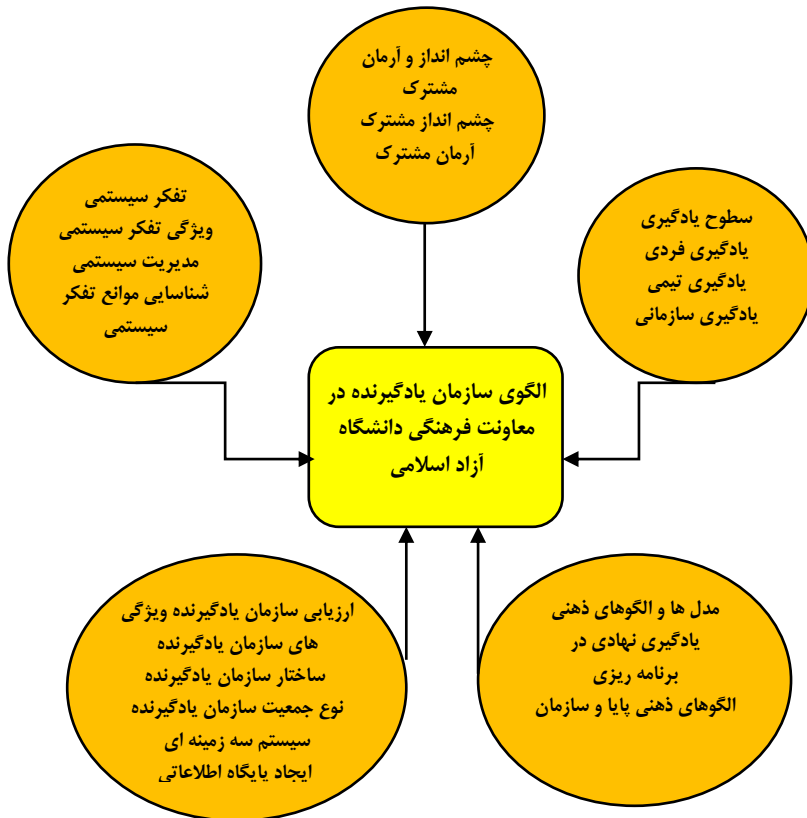 چشم انداز و آرمان
مشترک
چشم انداز مشترک
آرمان مشترک
سطوح یادگیری
یادگیری فردی
یادگیری تیمی
یادگیری سازمانی
تفکر سیستمی
ویژگی تفکر سیستمی
مدیریت سیستمی
شناسایی موانع تفکر
سیستمی
الگوی سازمان یادگیرنده در
معاونت فرهنگی دانشگاه
آزاد اسلامی
مدل ها و الگوهای ذهنی
یادگیری نهادی در
برنامه ریزی
الگوهای ذهنی پایا و سازمان
ارزیابی سازمان یادگیرنده ویژگی
های سازمان یادگیرنده
ساختار سازمان یادگیرنده
نوع جمعیت سازمان یادگیرنده
سیستم سه زمینه ای
ایجاد پایگاه اطلاعاتی